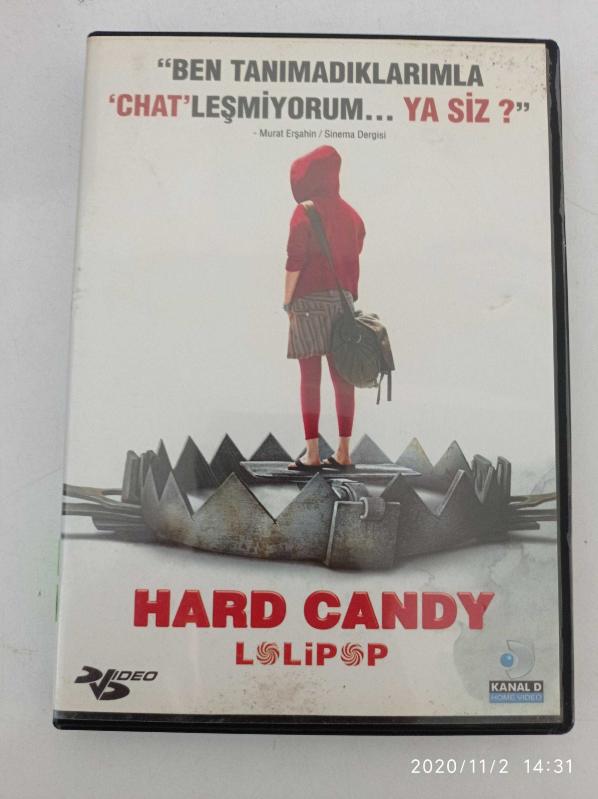 “BEN TANIMADIKLARIMLA
‘CHAT’LEŞMİYORUM... YA SİZ ?”
- Murat Erşahin / Sinema Dergisi
HARD CANDY
LOLiPOP
DVD VIDEO
KANAL D
HOME VIDEO
2020/11/2 14:31